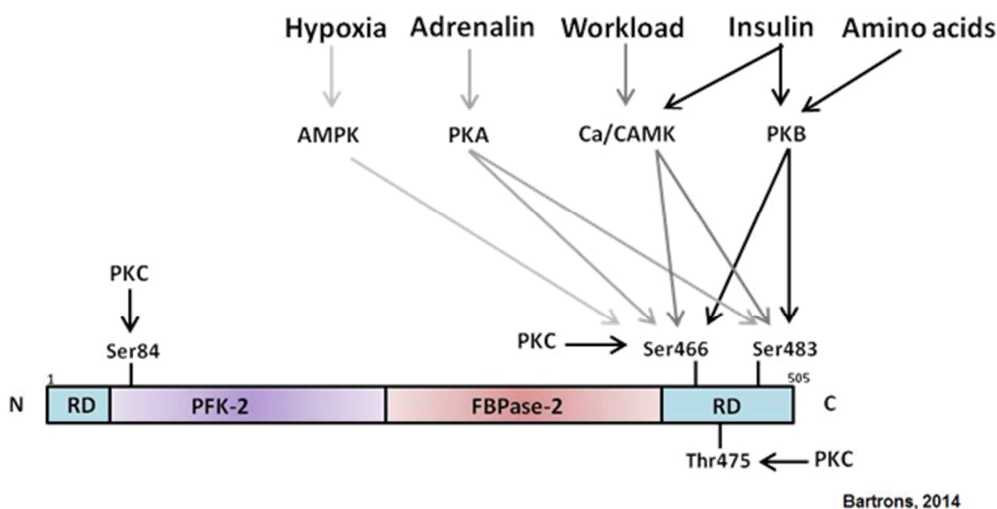 Hypoxia Adrenalin Workload Insulin Amino acids
AMPK PKA Ca/CAMK PKB
PKC
PKC
Ser84 Ser466 Ser483
1 505
N RD PFK-2 FBPase-2 RD C
Thr475 PKC
Bartrons, 2014